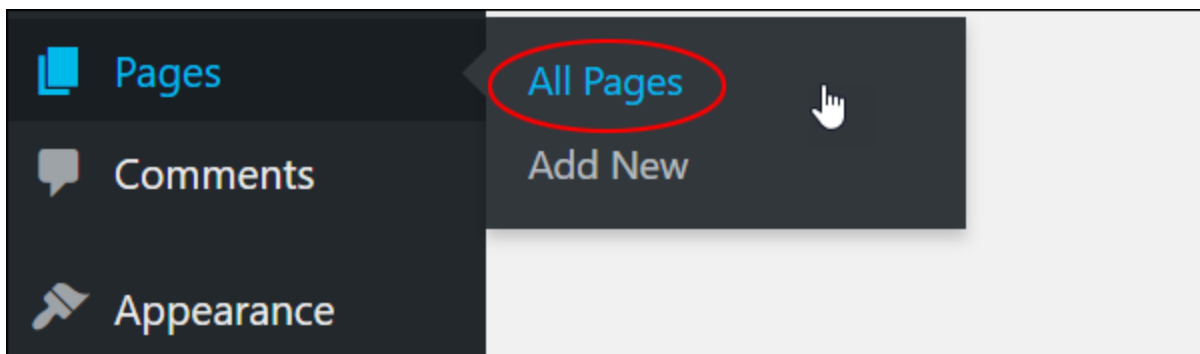 Pages
All Pages
Add New
Comments
Appearance